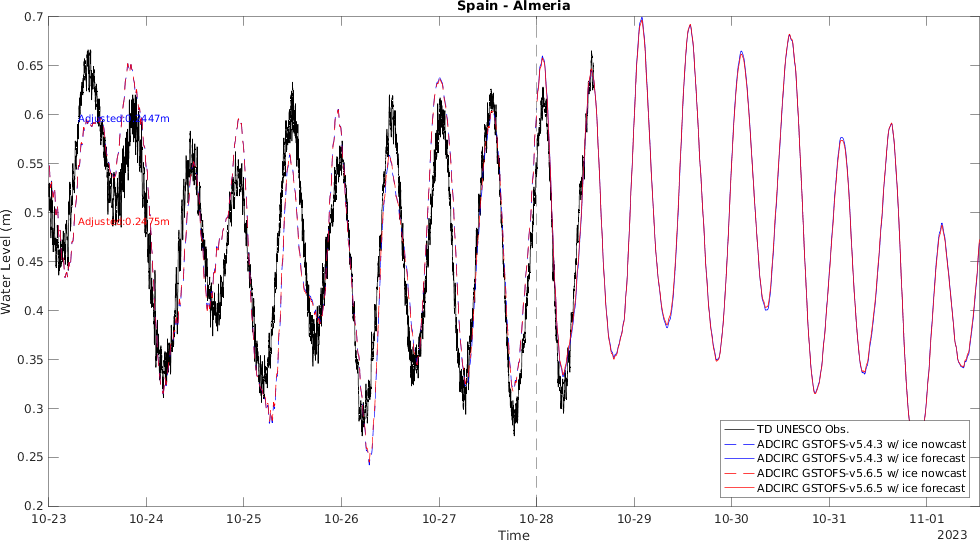 Spain - Almeria
0.7
0.65
0.6
0.55
0.5
0.45
0.4
0.35
0.3
0.25
0.2
Water Level (m)
Adjusted:0.2447m
Adjusted:0.2475m
TD UNESCO Obs.
ADCIRC GSTOFS-v5.4.3 w/ ice nowcast
ADCIRC GSTOFS-v5.4.3 w/ ice forecast
ADCIRC GSTOFS-v5.6.5 w/ ice nowcast
ADCIRC GSTOFS-v5.6.5 w/ ice forecast
10-23 10-24 10-25 10-26 10-27 10-28 10-29 10-30 10-31 11-01
Time
2023